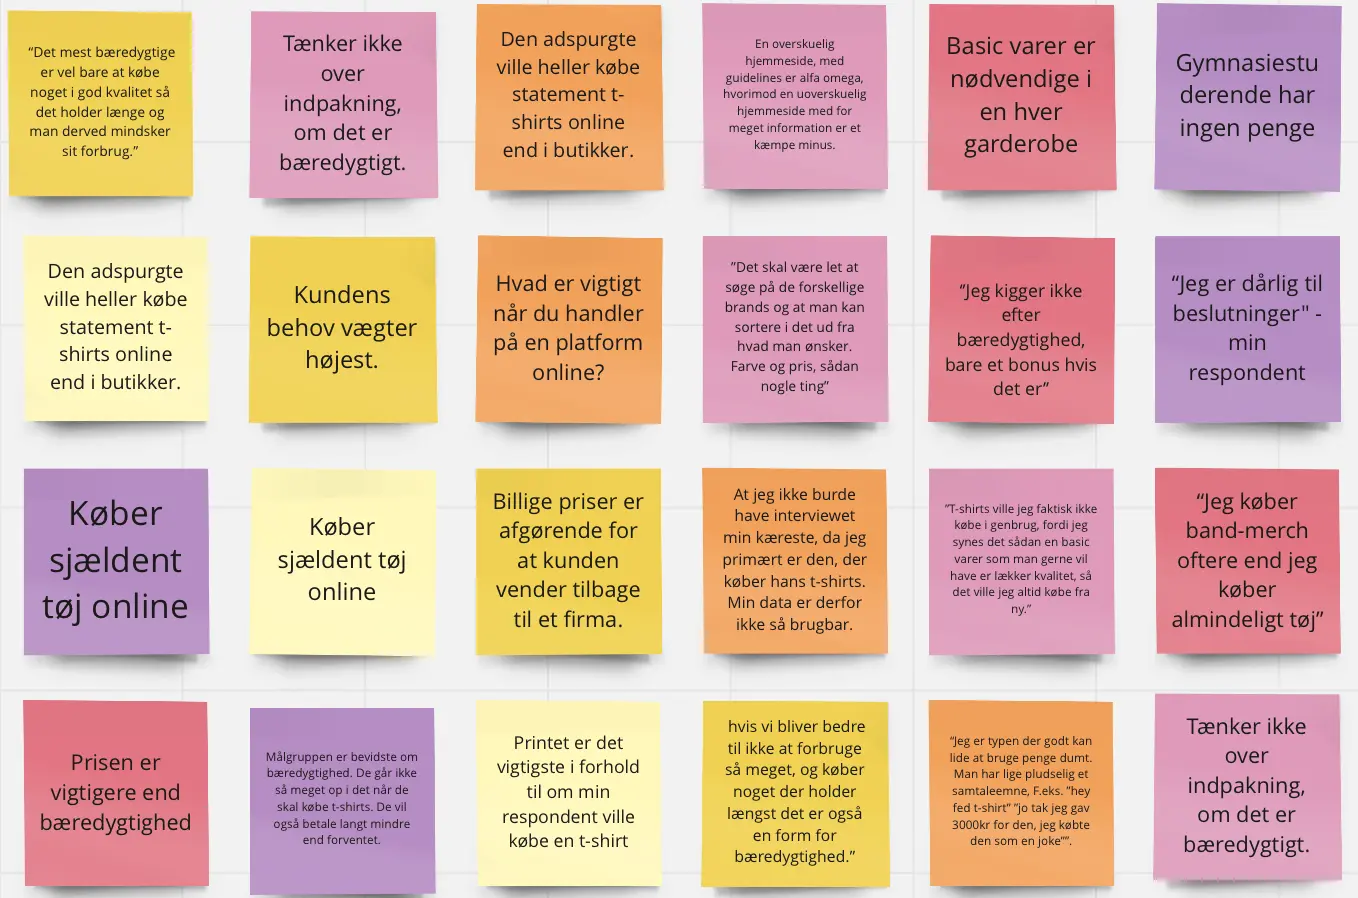 “Det mest bæredygtige
er vel bare at købe
noget i god kvalitet så
det holder længe og
man derved mindsker
sit forbrug.”
Tænker ikke
over
indpakning,
om det er
bæredygtigt.
Den adspurgte
ville heller købe
statement t-
shirts online
end i butikker.
En overskuelig
hjemmeside, med
guidelines er alfa omega,
hvorimod en uoverskuelig
hjemmeside med for
meget information er et
kæmpe minus.
Basic varer er
nødvendige i
en hver
garderobe
Gymnasiestu
derende har
ingen penge
Den adspurgte
ville heller købe
statement t-
shirts online
end i butikker.
Kundens
behov vægter
højest.
Hvad er vigtigt
når du handler
på en platform
online?
”Det skal være let at
søge på de forskellige
brands og at man kan
sortere i det ud fra
hvad man ønsker.
Farve og pris, sådan
nogle ting”
“Jeg kigger ikke
efter
bæredygtighed,
bare et bonus hvis
det er”
“Jeg er dårlig til
beslutninger" -
min
respondent
Køber
sjældent
tøj online
Køber
sjældent tøj
online
Billige priser er
afgørende for
at kunden
vender tilbage
til et firma.
At jeg ikke burde
have interviewet
min kæreste, da jeg
primært er den, der
køber hans t-shirts.
Min data er derfor
ikke så brugbar.
”T-shirts ville jeg faktisk ikke
købe i genbrug, fordi jeg
synes det sådan en basic
varer som man gerne vil
have er lækker kvalitet, så
det ville jeg altid købe fra
ny.”
“Jeg køber
band-merch
oftere end jeg
køber
almindeligt tøj”
Prisen er
vigtigere end
bæredygtighed
Målgruppen er bevidste om
bæredygtighed. De går ikke
så meget op i det når de
skal købe t-shirts. De vil
også betale langt mindre
end forventet.
Printet er det
vigtigste i forhold
til om min
respondent ville
købe en t-shirt
hvis vi bliver bedre
til ikke at forbruge
så meget, og køber
noget der holder
længst det er også
en form for
bæredygtighed.”
“Jeg er typen der godt kan
lide at bruge penge dumt.
Man har lige pludselig et
samtaleemne, F.eks. ”hey
fed t-shirt” ”jo tak jeg gav
3000kr for den, jeg købte
den som en joke””.
Tænker ikke
over
indpakning,
om det er
bæredygtigt.